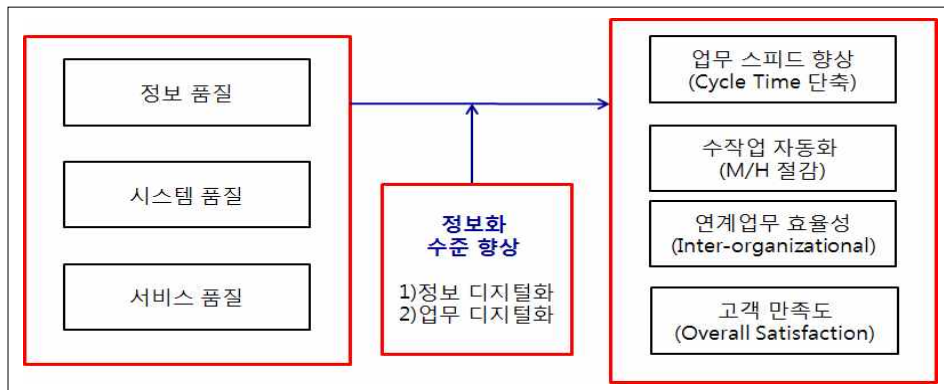 정보 품질
시스템 품질
서비스 품질
정보화
수준 향상
1)정보 디지털화
2)업무 디지털화
업무 스피드 향상
(Cycle Time 단축)
수작업 자동화
(M/H 절감)
연계업무 효율성
(Inter-organizational)
고객 만족도
(Overall Satisfaction)